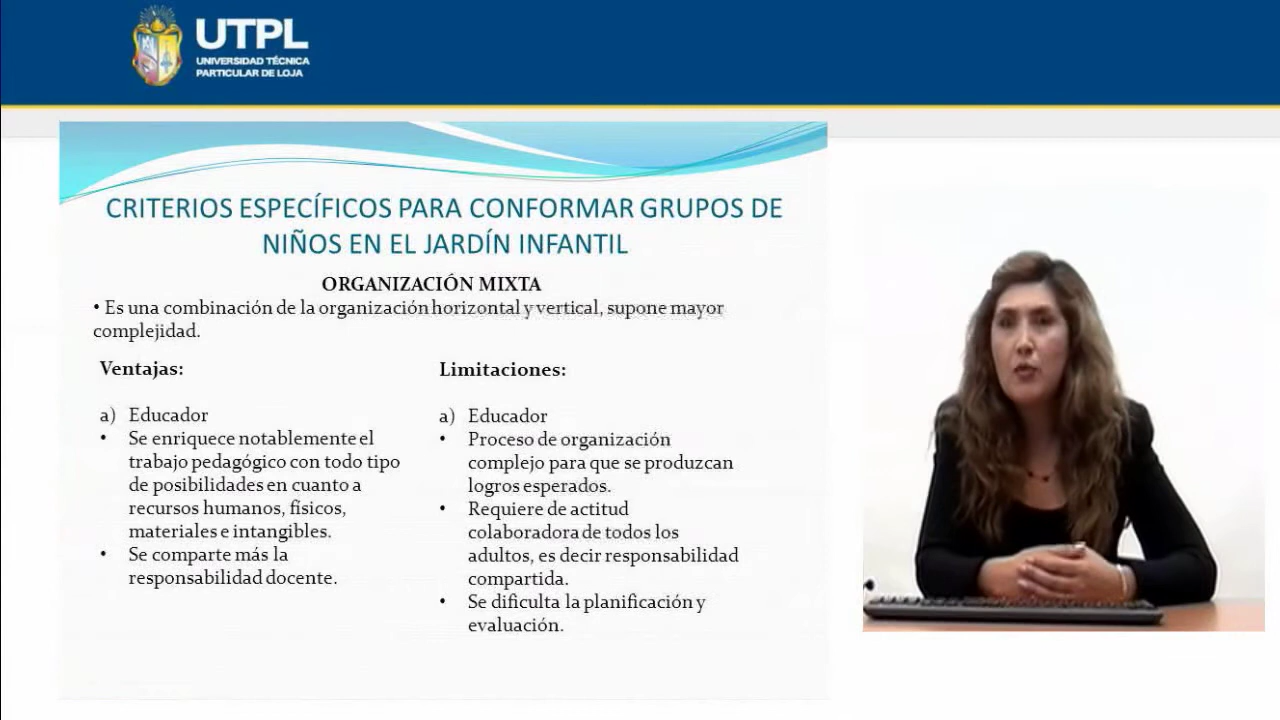 UTPL
UNIVERSIDAD TÉCNICA
PARTICULAR DE LOJA
CRITERIOS ESPECÍFICOS PARA CONFORMAR GRUPOS DE
NIÑOS EN EL JARDÍN INFANTIL
ORGANIZACIÓN MIXTA
• Es una combinación de la organización horizontal y vertical, supone mayor
complejidad.
Ventajas:
a) Educador
• Se enriquece notablemente el
trabajo pedagógico con todo tipo
de posibilidades en cuanto a
recursos humanos, físicos,
materiales e intangibles.
• Se comparte más la
responsabilidad docente.
Limitaciones:
a) Educador
• Proceso de organización
complejo para que se produzcan
logros esperados.
• Requiere de actitud
colaboradora de todos los
adultos, es decir responsabilidad
compartida.
• Se dificulta la planificación y
evaluación.